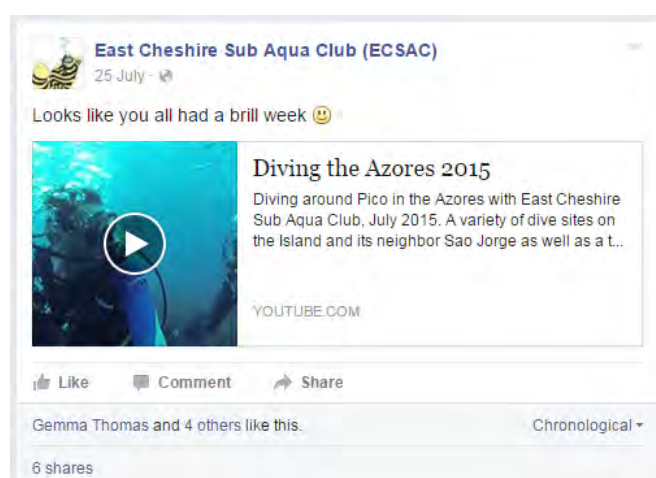 East Cheshire Sub Aqua Club (ECSAC)
25 July ·
Looks like you all had a brill week
Diving the Azores 2015
Diving around Pico in the Azores with East Cheshire
Sub Aqua Club, July 2015. A variety of dive sites on
the Island and its neighbor Sao Jorge as well as a t...
YOUTUBE.COM
Like Comment Share
Gemma Thomas and 4 others like this. Chronological
6 shares